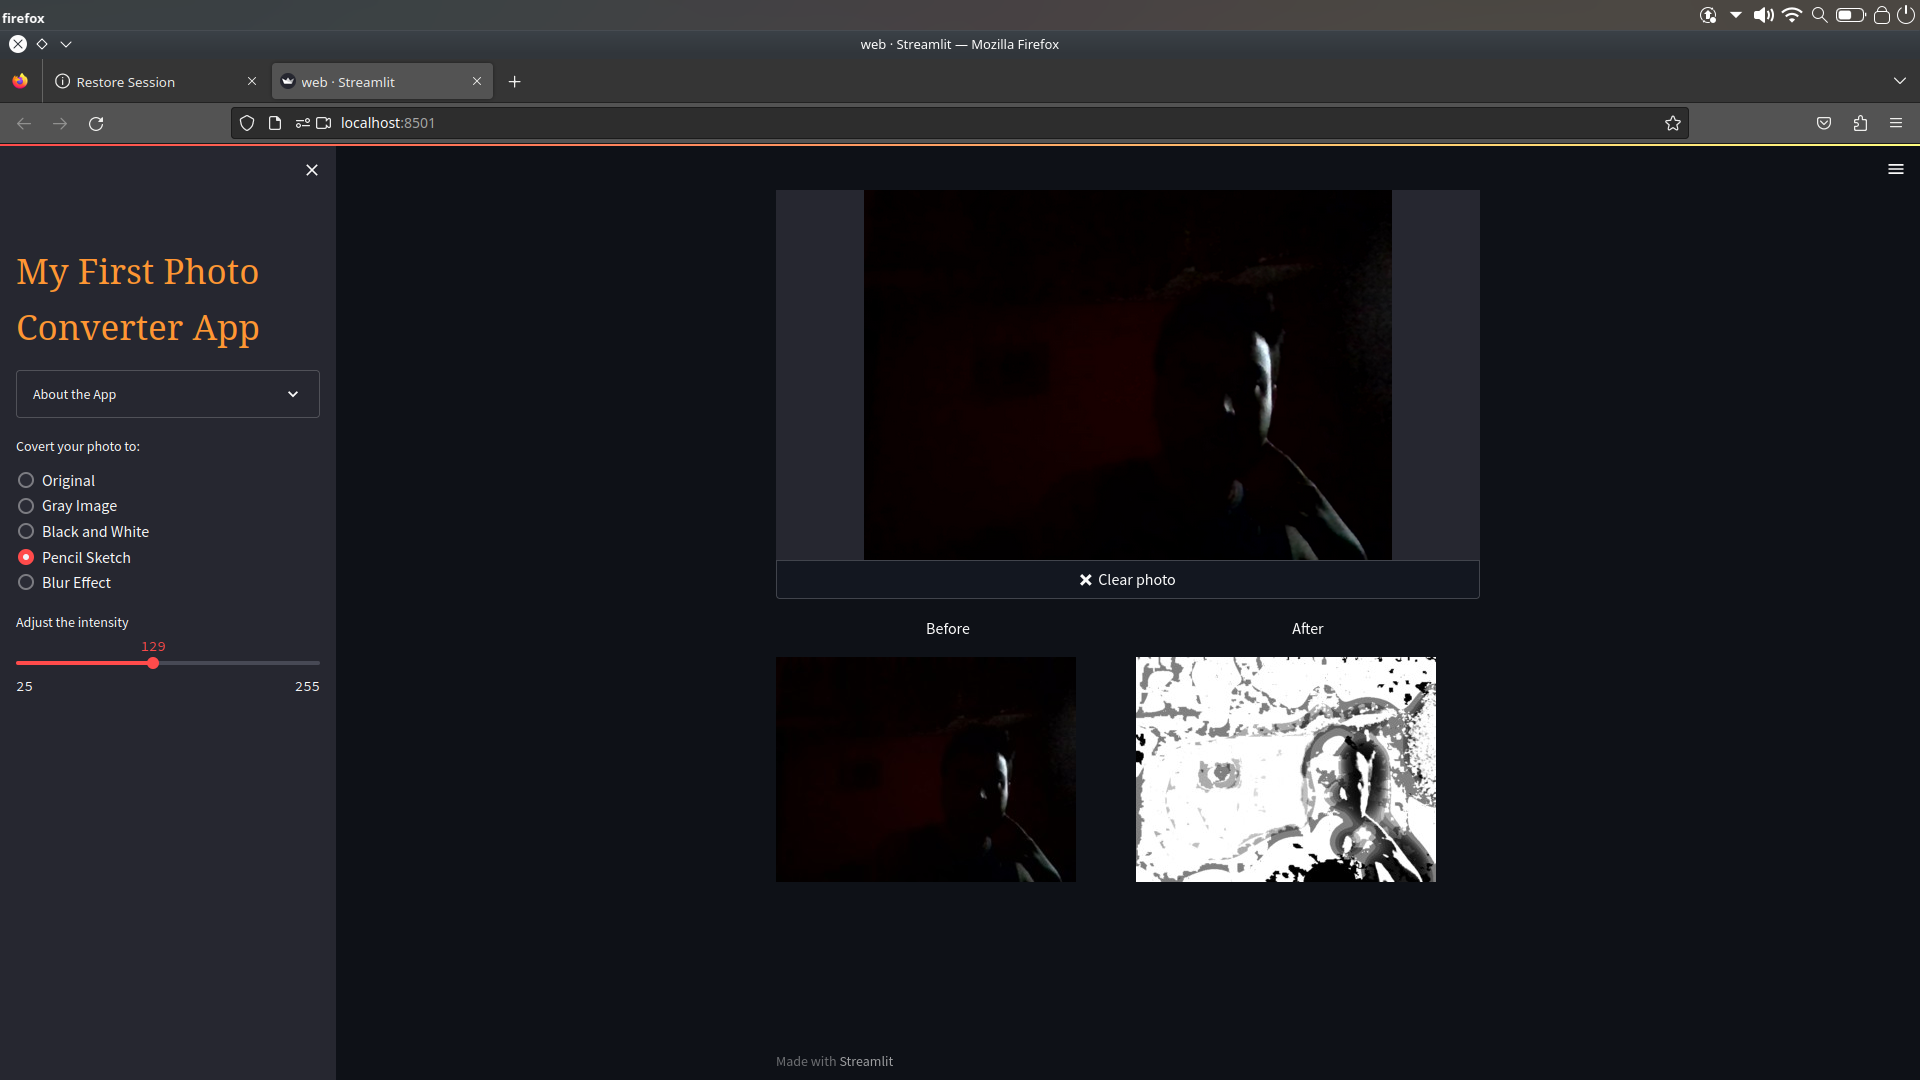 firefox
web · Streamlit — Mozilla Firefox
Restore Session
web · Streamlit
localhost:8501
My First Photo
Converter App
About the App
Covert your photo to:
Original
Gray Image
Black and White
Pencil Sketch
Blur Effect
Adjust the intensity
129
25 255
Clear photo
Before After
Made with Streamlit